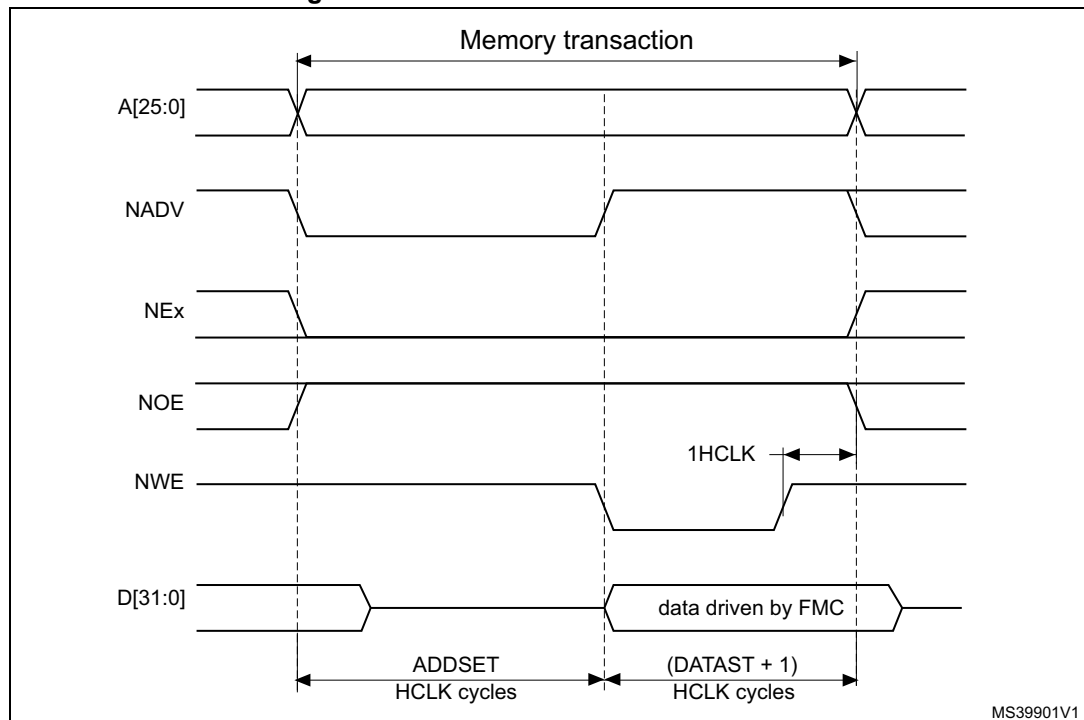 Memory transaction
A[25:0]
NADV
NEx
NOE
1HCLK
NWE
D[31:0]
data driven by FMC
ADDSET
HCLK cycles
(DATAST + 1)
HCLK cycles
MS39901V1